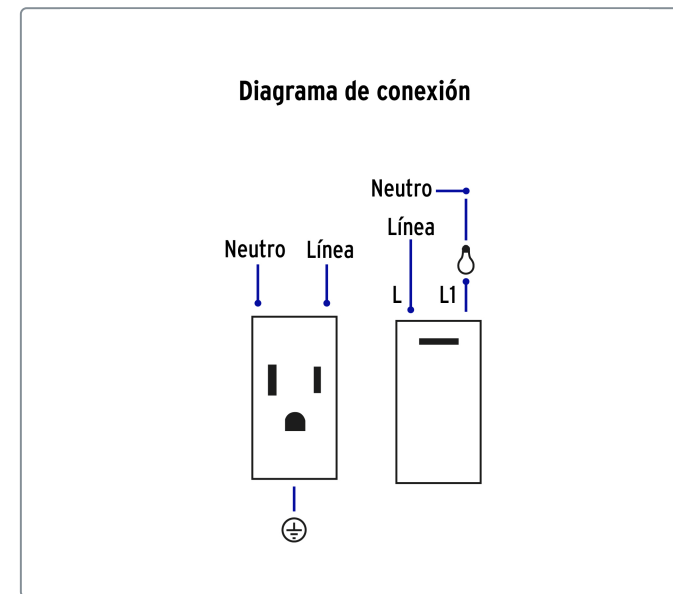 Diagrama de conexión
Neutro
Línea
Neutro Línea
L L1